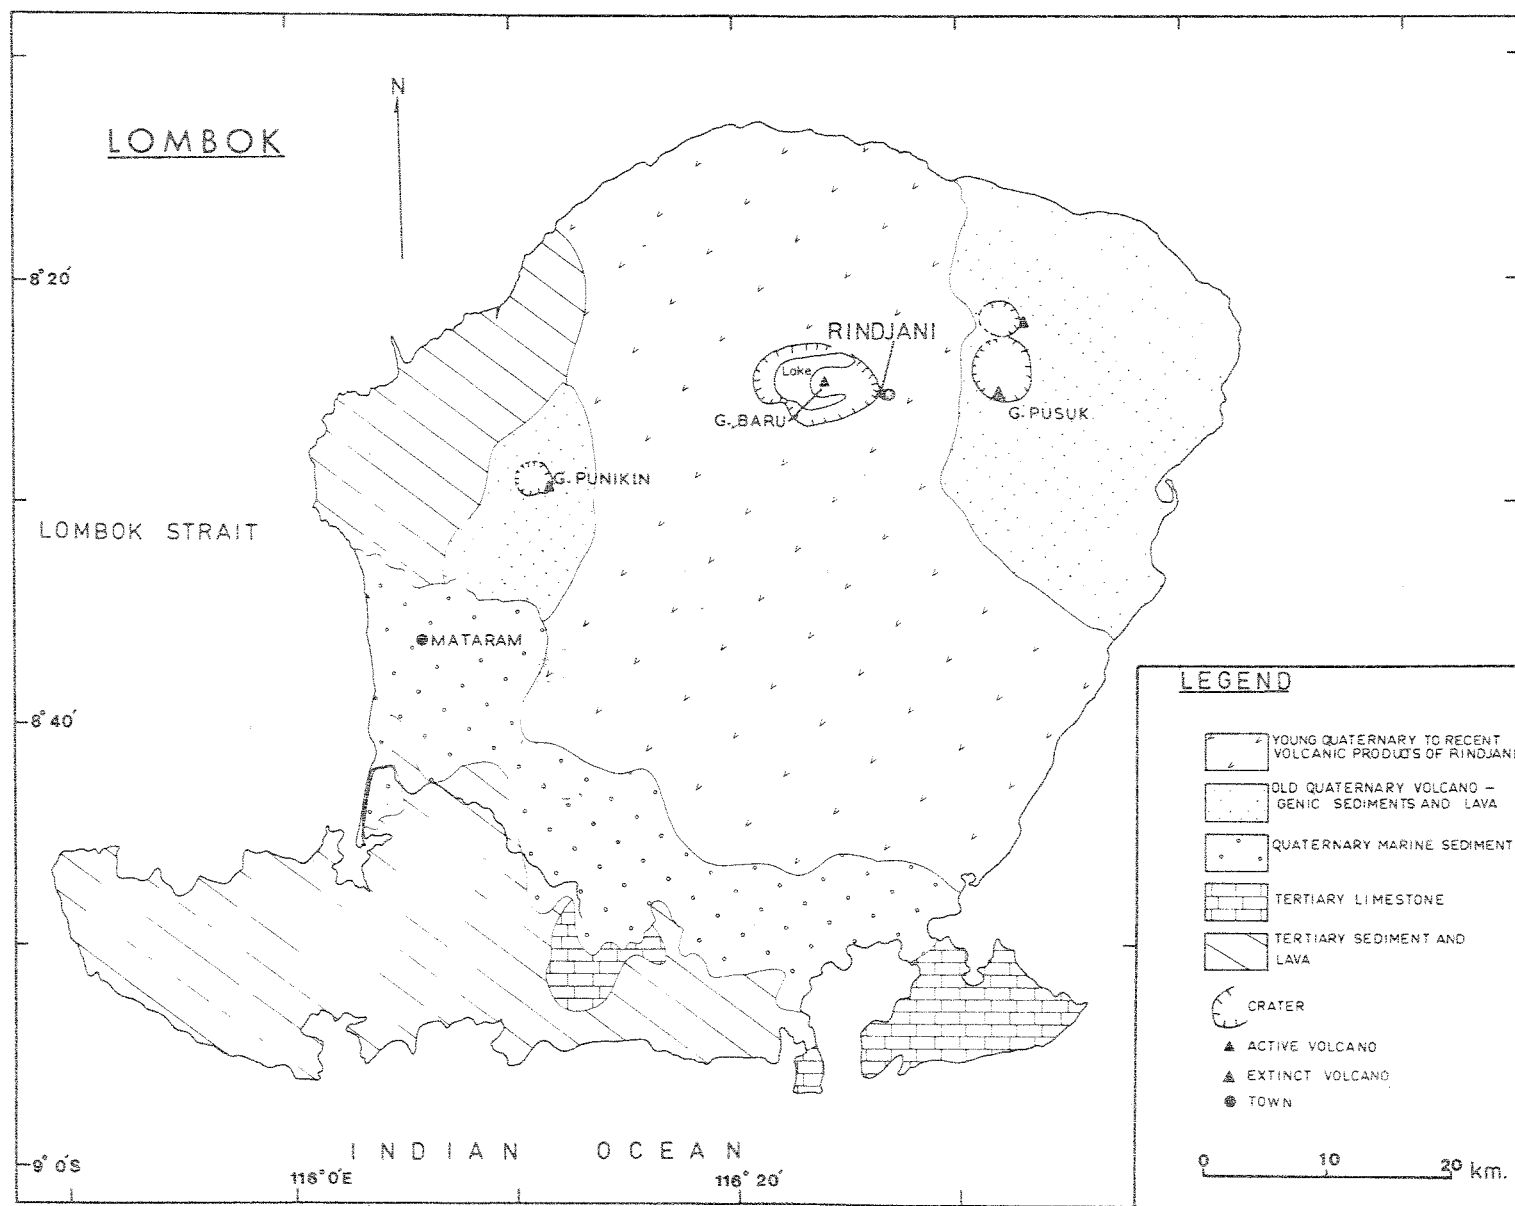 N
LOMBOK
8°20'
RINDJANI
Lake
G. BARU
G. PUSUK
G. PUNIKIN
LOMBOK STRAIT
MATARAM
8°40'
LEGEND
YOUNG QUATERNARY TO RECENT
VOLCANIC PRODUCTS OF RINDJANI
OLD QUATERNARY VOLCANO –
GENIC SEDIMENTS AND LAVA
QUATERNARY MARINE SEDIMENT
TERTIARY LIMESTONE
TERTIARY SEDIMENT AND
LAVA
CRATER
ACTIVE VOLCANO
EXTINCT VOLCANO
TOWN
INDIAN OCEAN
9°0'S
116°0'E
116°20'
0 10 20 km.